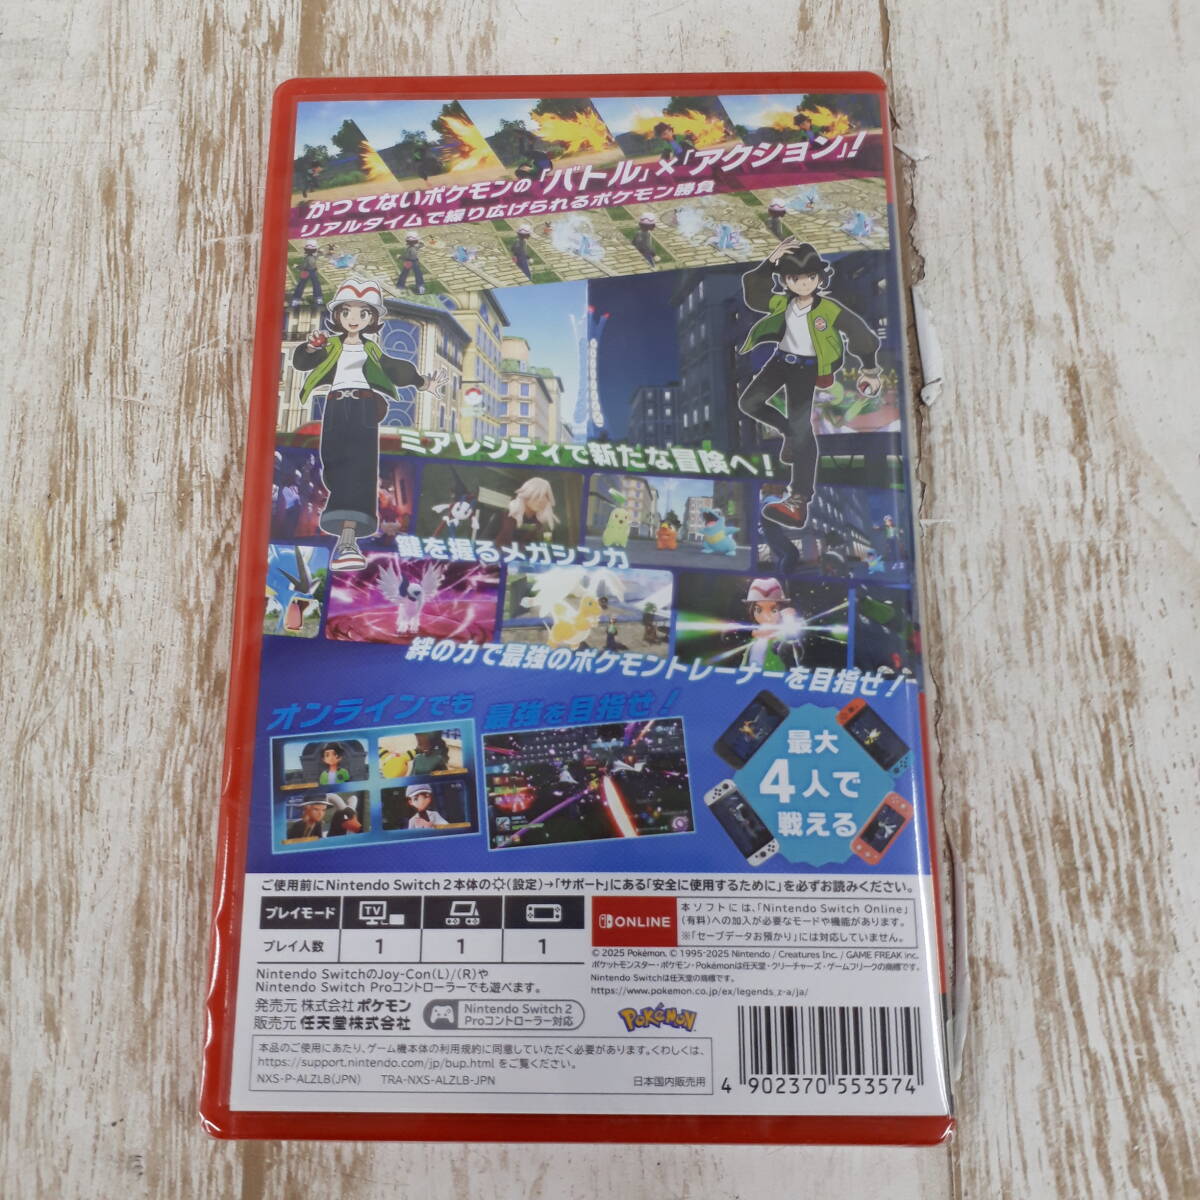 かつてないポケモンの「バトル」×「アクション」!
リアルタイムで繰り広げられるポケモン勝負
ミアレシティで新たな冒険へ!
鍵を握るメガシンカ
絆の力で最強のポケモントレーナーを目指せ!
オンラインでも 最強を目指せ!
最大
4人で
戦える
ご使用前にNintendo Switch 2本体の(設定)→「サポート」にある「安全に使用するために」を必ずお読みください。
プレイモード TV
プレイ人数 1 1 1
ONLINE
本ソフトには、「Nintendo Switch Online」
(有料)への加入が必要なモードや機能があります。
※「セーブデータお預かり」には対応していません。
Nintendo SwitchのJoy-Con(L)/(R)や
Nintendo Switch Proコントローラーでも遊べます。
© 2025 Pokémon. © 1995-2025 Nintendo / Creatures Inc. / GAME FREAK inc.
ポケットモンスター・ポケモン・Pokémonは任天堂・クリーチャーズ・ゲームフリークの商標です。
Nintendo Switchは任天堂の商標です。
https://www.pokemon.co.jp/ex/legends_z-a/ja/
発売元 株式会社ポケモン
販売元 任天堂株式会社
Nintendo Switch 2
Proコントローラー対応
POKéMON
本品のご使用にあたり、ゲーム機本体の利用規約に同意していただく必要があります。くわしくは、
https://support.nintendo.com/jp/bup.html をご覧ください。
NXS-P-ALZLB(JPN) TRA-NXS-ALZLB-JPN 日本国内販売用
4 902370 553574